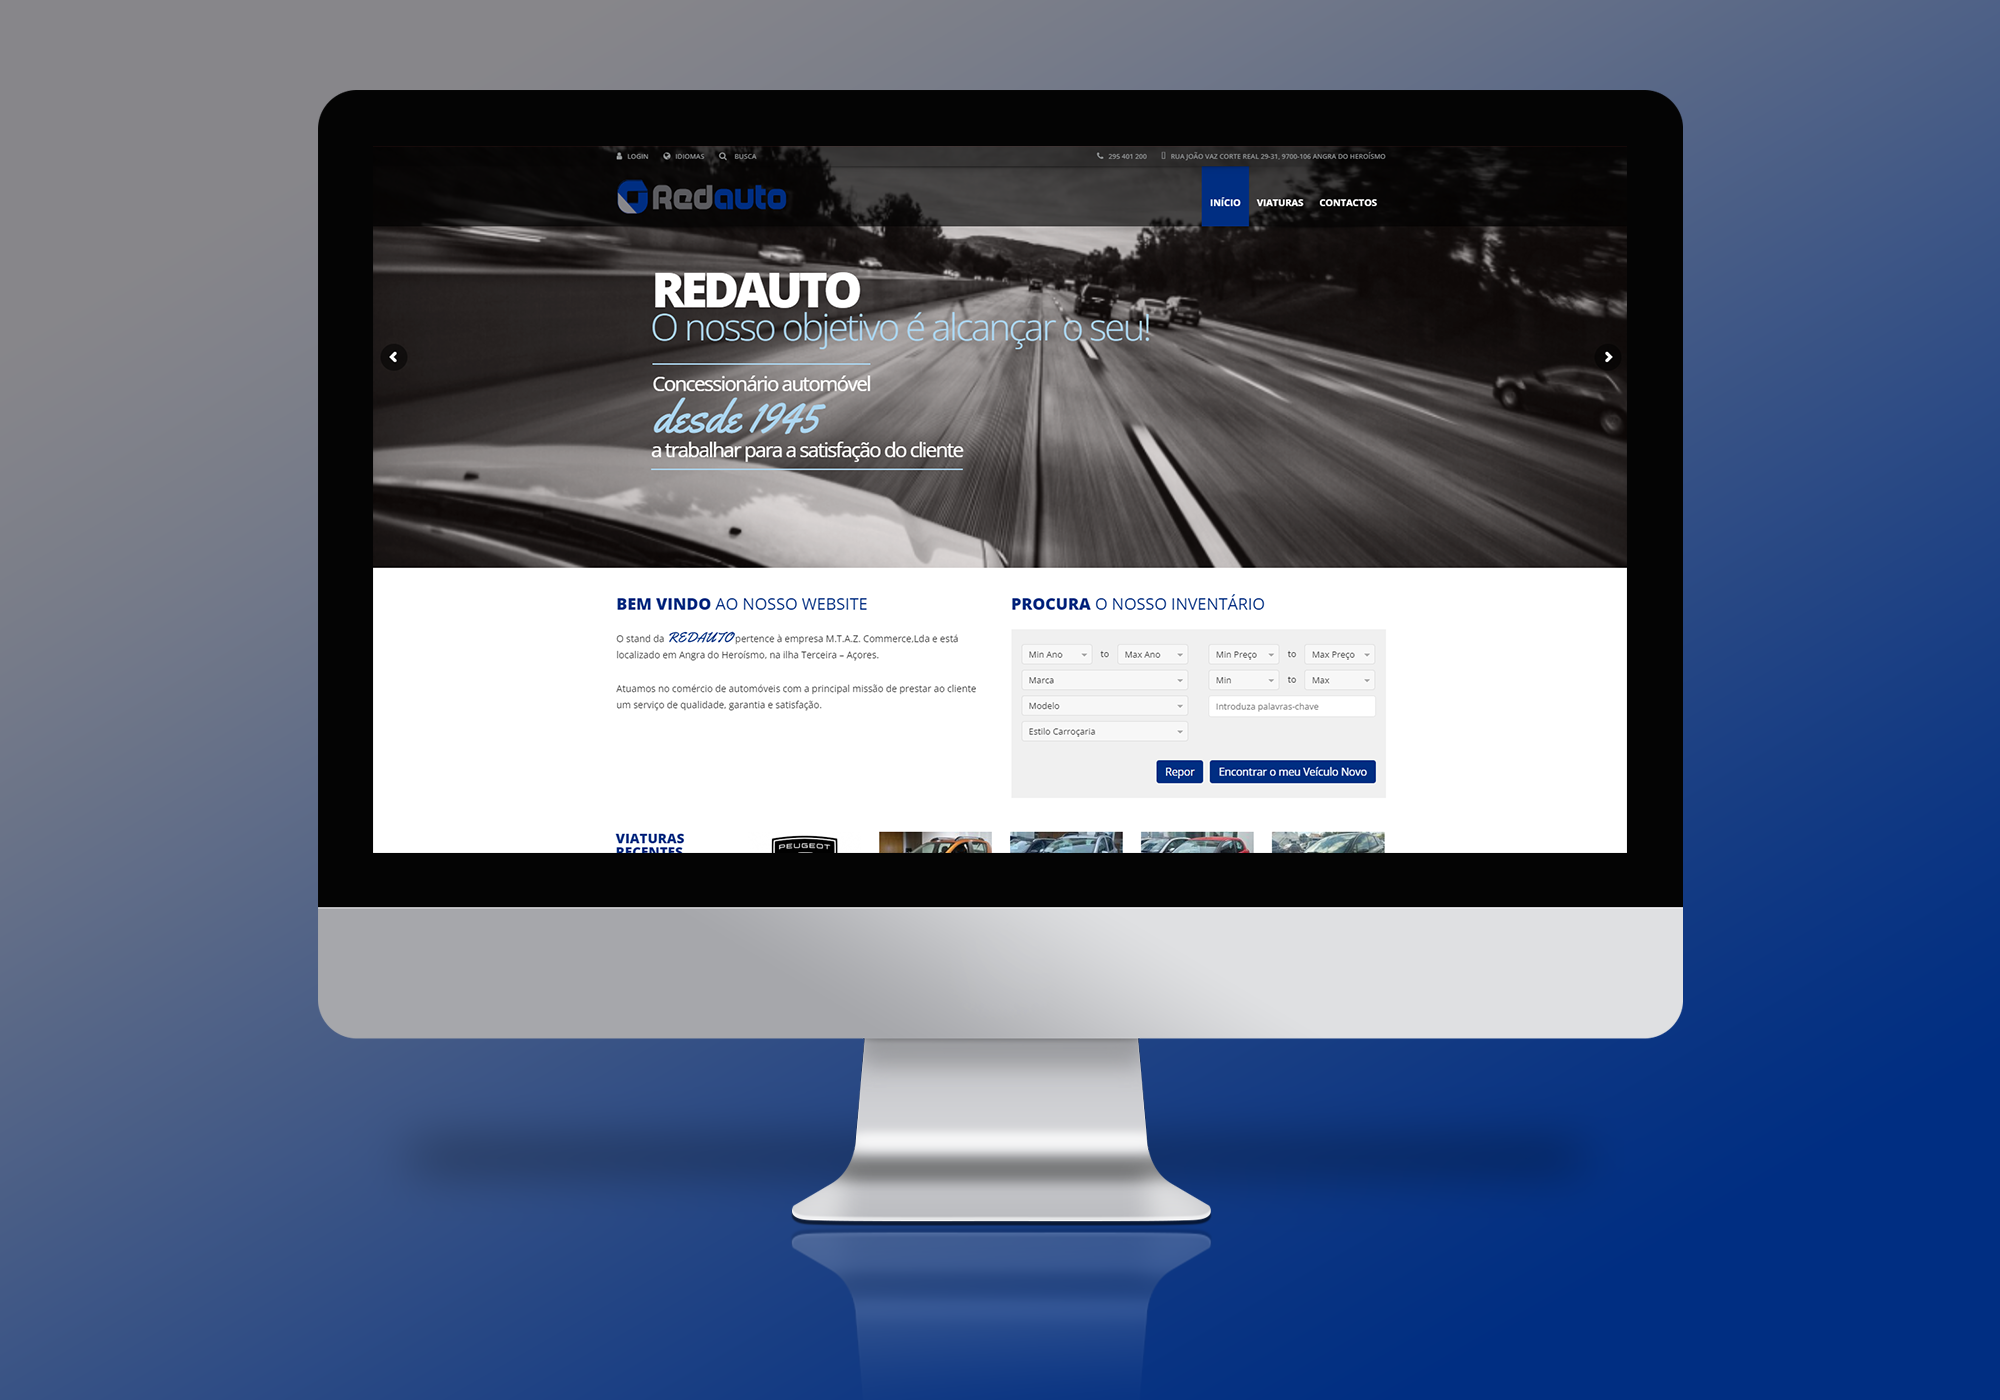 LOGIN IDIOMAS BUSCA 295 401 200 RUA JOÃO VAZ CORTE REAL 29-31, 9700-106 ANGRA DO HEROÍSMO
Redauto INÍCIO VIATURAS CONTACTOS
REDAUTO
O nosso objetivo é alcançar o seu!
Concessionário automóvel
desde 1945
a trabalhar para a satisfação do cliente
BEM VINDO AO NOSSO WEBSITE
O stand da REDAUTO pertence à empresa M.T.A.Z. Commerce,Lda e está
localizado em Angra do Heroísmo, na ilha Terceira – Açores.
Atuamos no comércio de automóveis com a principal missão de prestar ao cliente
um serviço de qualidade, garantia e satisfação.
PROCURA O NOSSO INVENTÁRIO
Min Ano to Max Ano Min Preço to Max Preço
Marca Min to Max
Modelo Introduza palavras-chave
Estilo Carroçaria
Repor Encontrar o meu Veículo Novo
VIATURAS
RECENTES
PEUGEOT